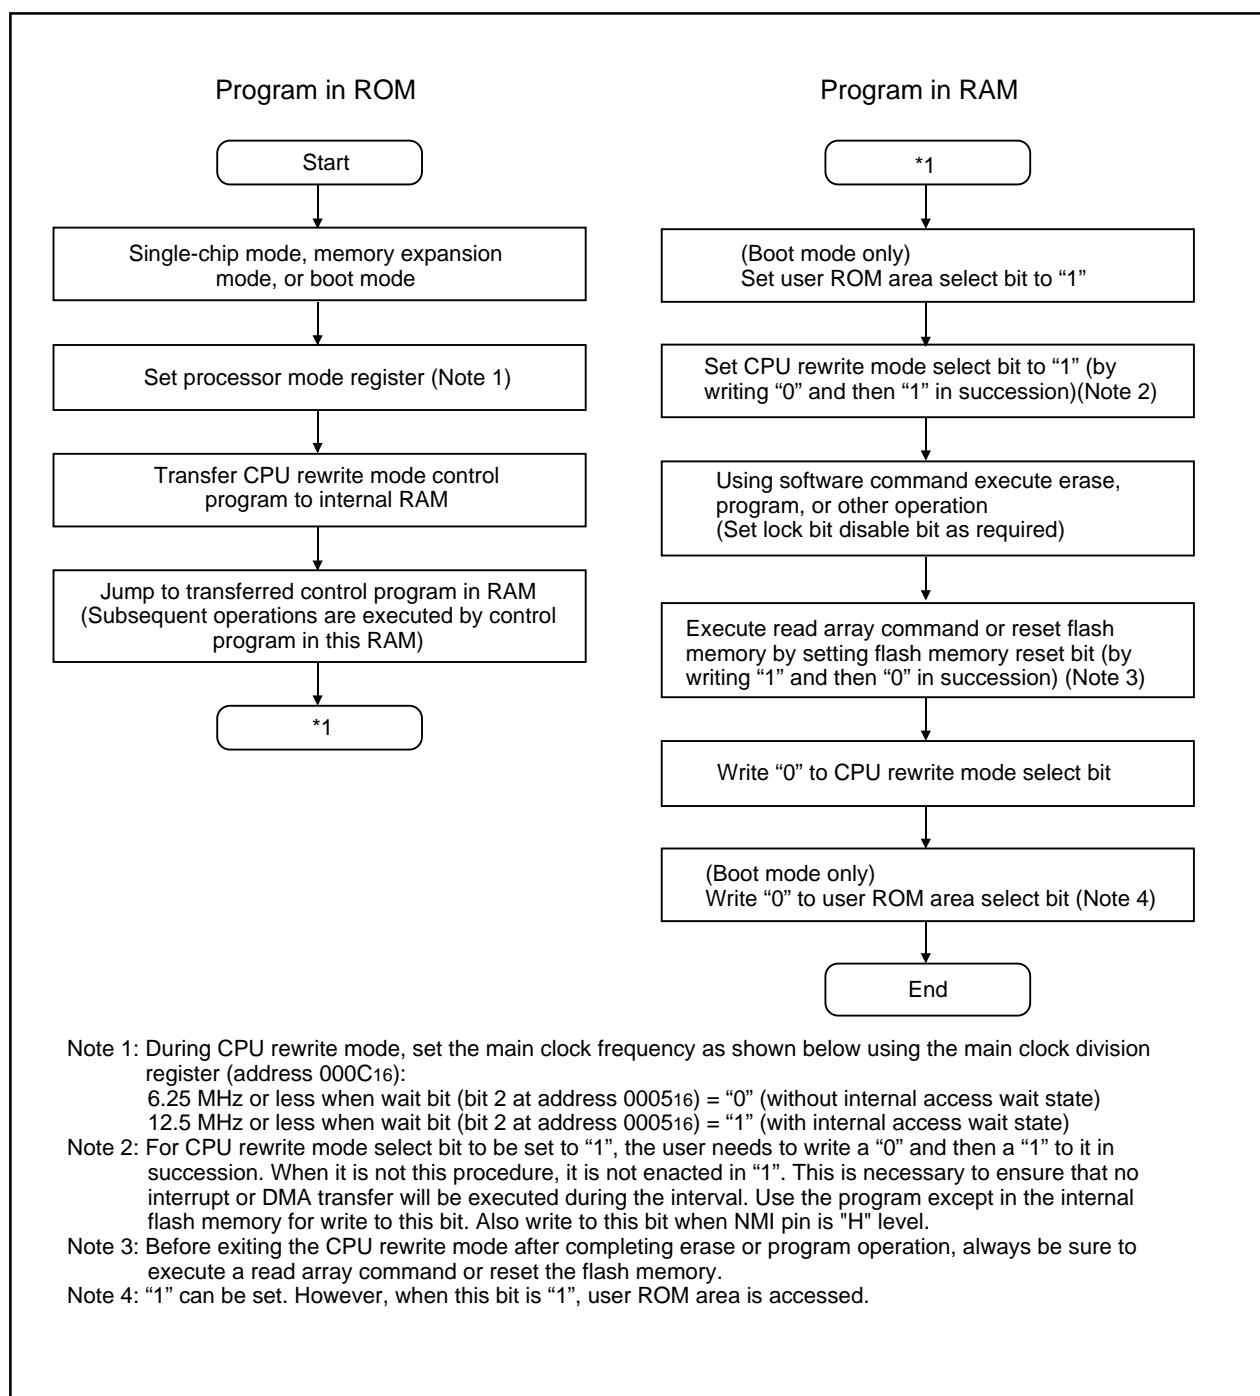 Program in ROM
Start
Single-chip mode, memory expansion
mode, or boot mode
Set processor mode register (Note 1)
Transfer CPU rewrite mode control
program to internal RAM
Jump to transferred control program in RAM
(Subsequent operations are executed by control
program in this RAM)
*1
Program in RAM
*1
(Boot mode only)
Set user ROM area select bit to “1”
Set CPU rewrite mode select bit to “1” (by
writing “0” and then “1” in succession)(Note 2)
Using software command execute erase,
program, or other operation
(Set lock bit disable bit as required)
Execute read array command or reset flash
memory by setting flash memory reset bit (by
writing “1” and then “0” in succession) (Note 3)
Write “0” to CPU rewrite mode select bit
(Boot mode only)
Write “0” to user ROM area select bit (Note 4)
End
Note 1: During CPU rewrite mode, set the main clock frequency as shown below using the main clock division
register (address 000C16):
6.25 MHz or less when wait bit (bit 2 at address 000516) = “0” (without internal access wait state)
12.5 MHz or less when wait bit (bit 2 at address 000516) = “1” (with internal access wait state)
Note 2: For CPU rewrite mode select bit to be set to “1”, the user needs to write a “0” and then a “1” to it in
succession. When it is not this procedure, it is not enacted in “1”. This is necessary to ensure that no
interrupt or DMA transfer will be executed during the interval. Use the program except in the internal
flash memory for write to this bit. Also write to this bit when NMI pin is "H" level.
Note 3: Before exiting the CPU rewrite mode after completing erase or program operation, always be sure to
execute a read array command or reset the flash memory.
Note 4: “1” can be set. However, when this bit is “1”, user ROM area is accessed.